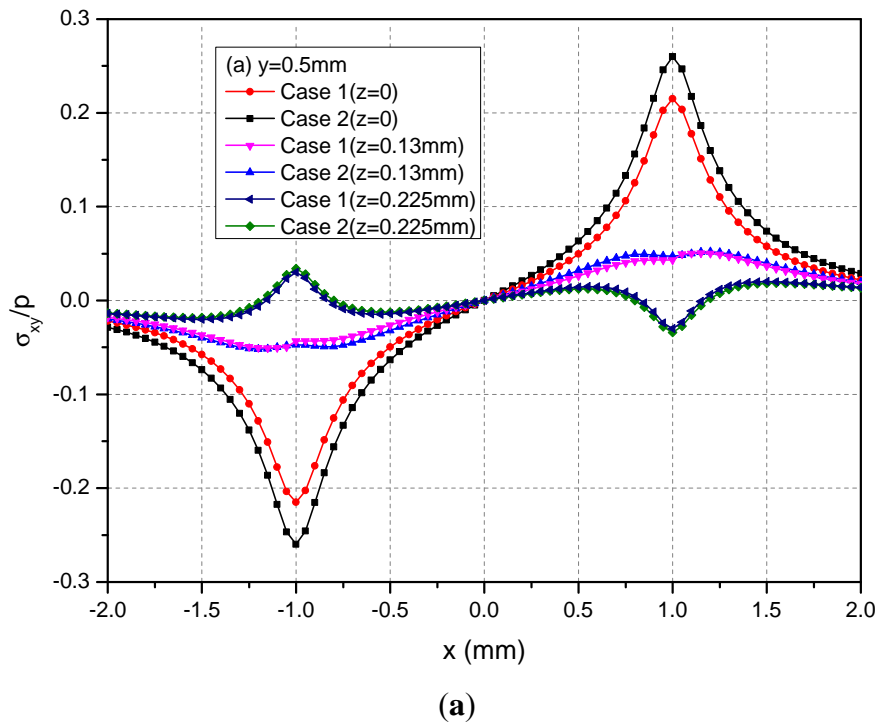 0.3
0.2
0.1
0.0
-0.1
-0.2
-0.3
σxy/p
(a) y=0.5mm
Case 1(z=0)
Case 2(z=0)
Case 1(z=0.13mm)
Case 2(z=0.13mm)
Case 1(z=0.225mm)
Case 2(z=0.225mm)
-2.0 -1.5 -1.0 -0.5 0.0 0.5 1.0 1.5 2.0
x (mm)
(a)